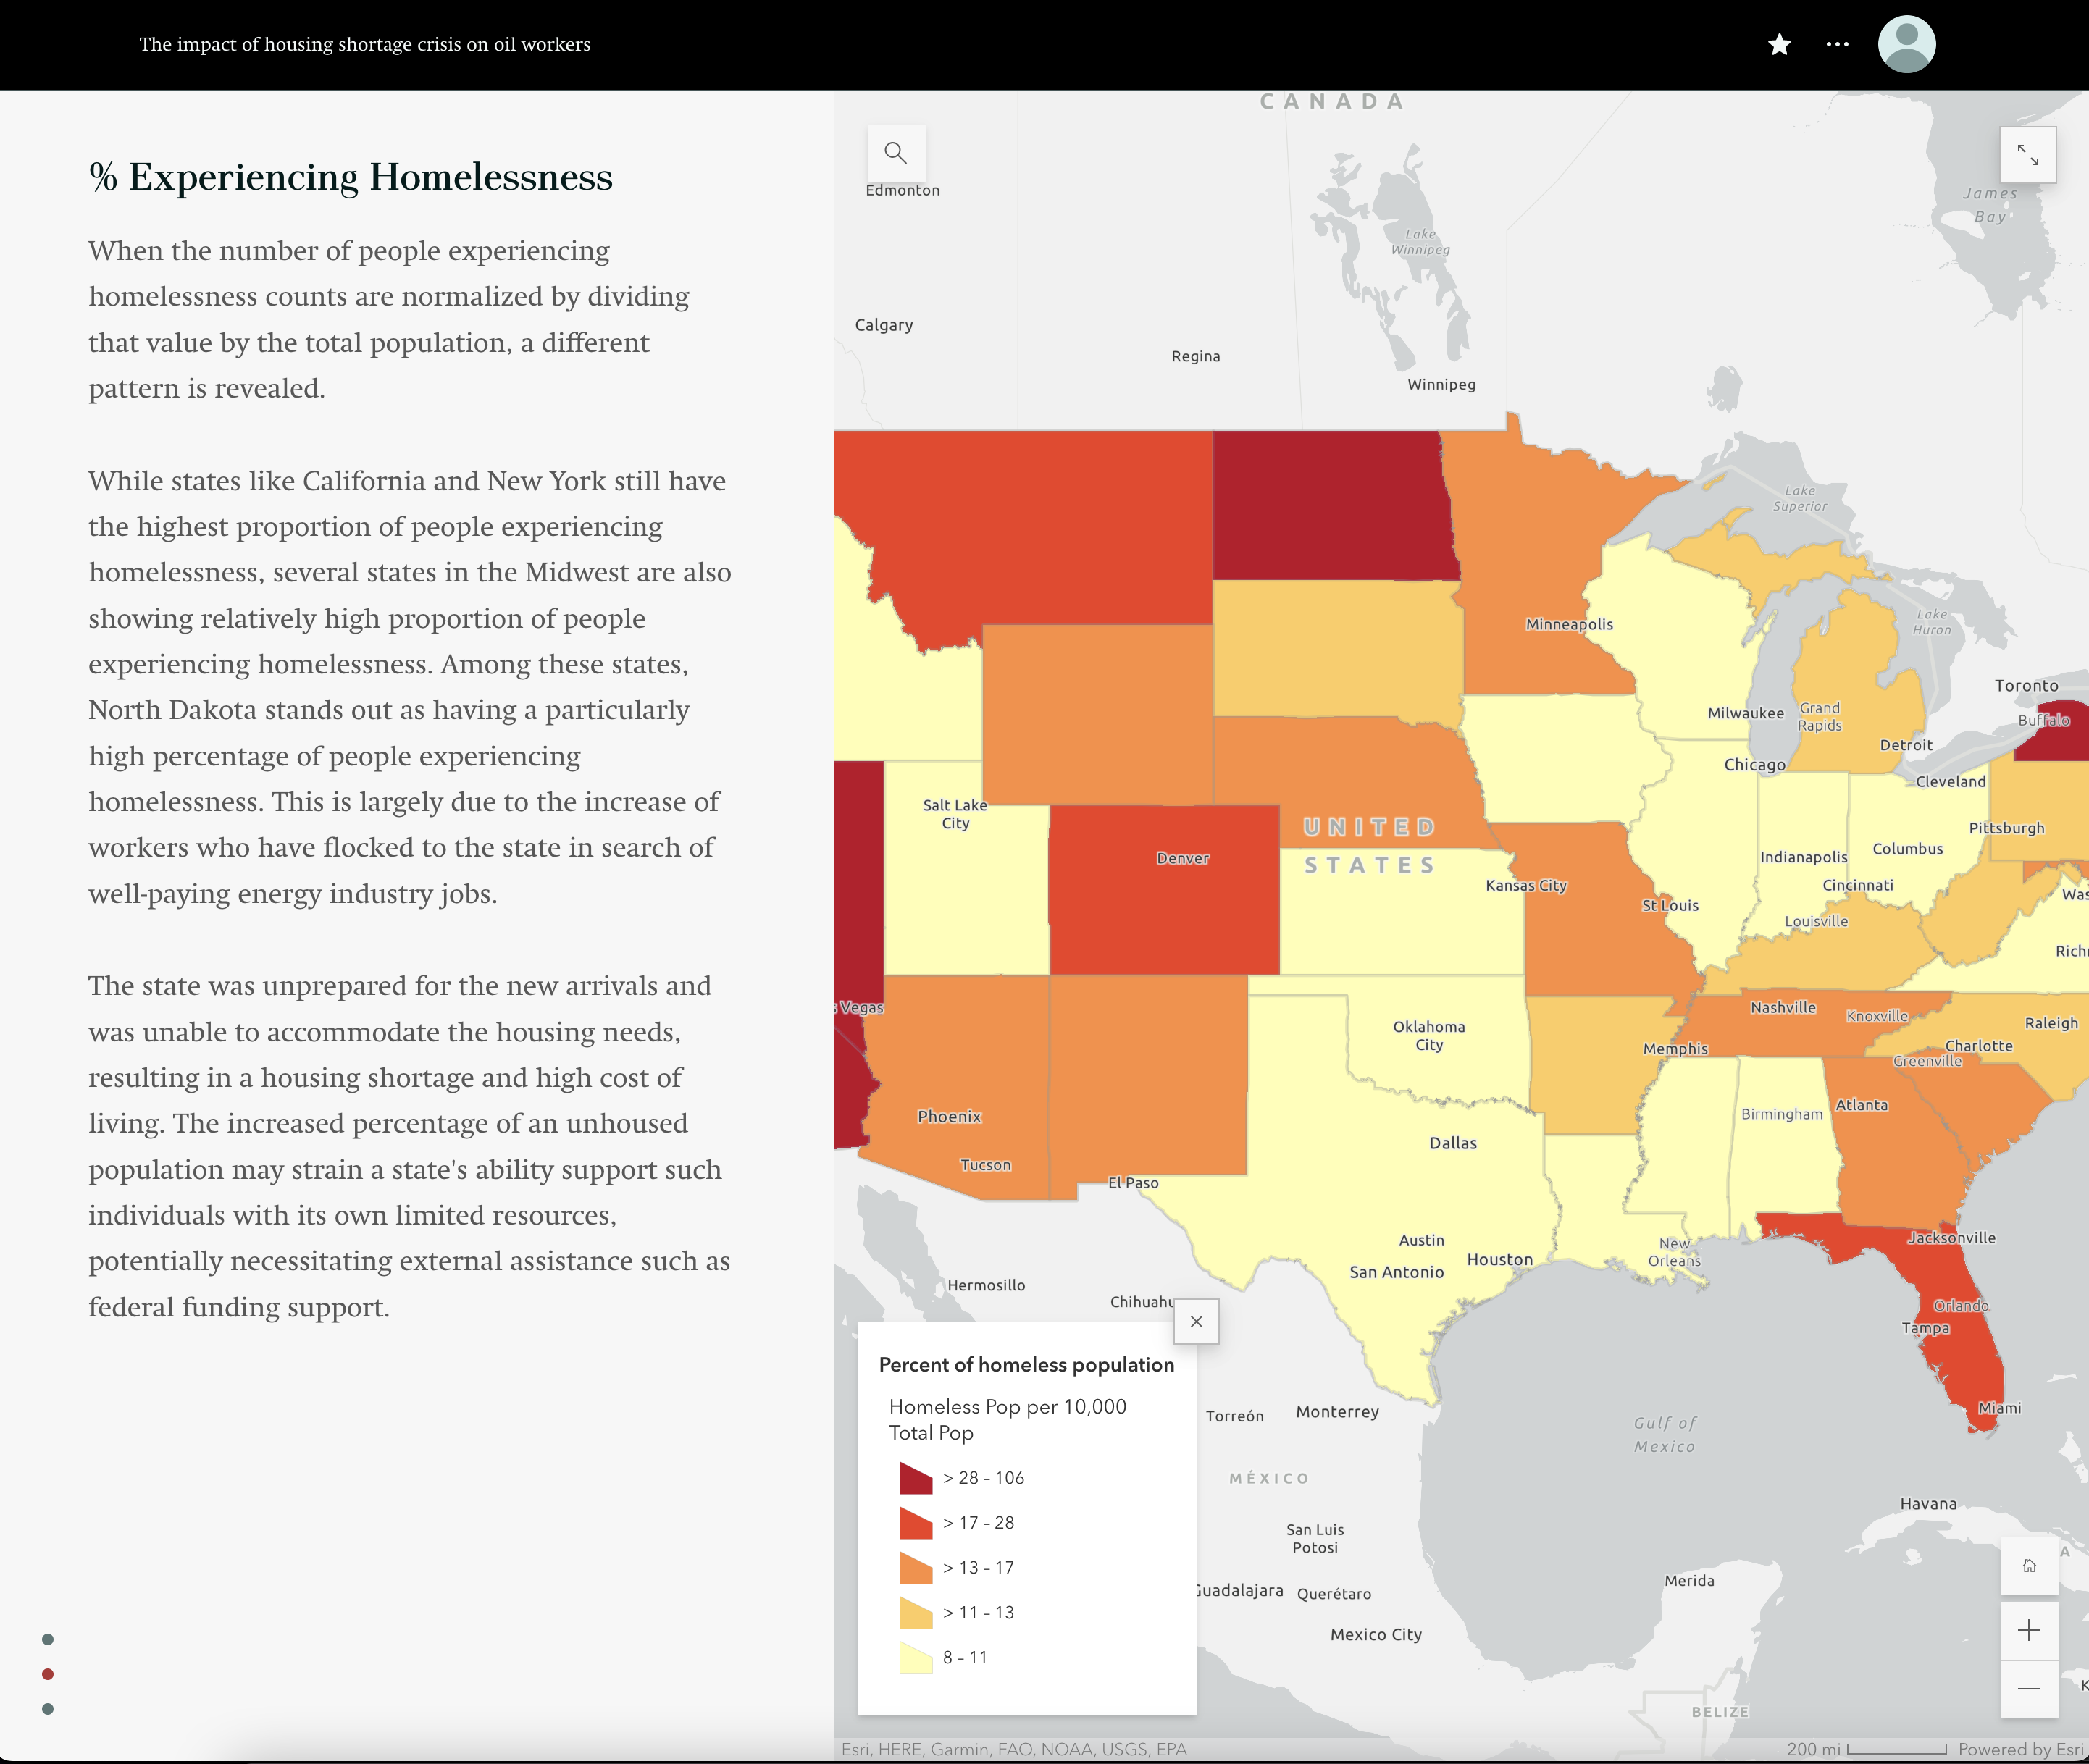 The impact of housing shortage crisis on oil workers
% Experiencing Homelessness
When the number of people experiencing
homelessness counts are normalized by dividing
that value by the total population, a different
pattern is revealed.
While states like California and New York still have
the highest proportion of people experiencing
homelessness, several states in the Midwest are also
showing relatively high proportion of people
experiencing homelessness. Among these states,
North Dakota stands out as having a particularly
high percentage of people experiencing
homelessness. This is largely due to the increase of
workers who have flocked to the state in search of
well-paying energy industry jobs.
The state was unprepared for the new arrivals and
was unable to accommodate the housing needs,
resulting in a housing shortage and high cost of
living. The increased percentage of an unhoused
population may strain a state's ability support such
individuals with its own limited resources,
potentially necessitating external assistance such as
federal funding support.
CANADA
Edmonton
James
Bay
Lake
Winnipeg
Calgary
Regina
Winnipeg
Lake
Superior
Lake
Huron
Minneapolis
Toronto
Milwaukee
Grand
Rapids
Buffalo
Detroit
Chicago
Cleveland
Salt Lake
City
UNITED
STATES
Pittsburgh
Denver
Indianapolis
Columbus
Kansas City
Cincinnati
Was
St Louis
Louisville
Richr
s Vegas
Nashville
Knoxville
Raleigh
Oklahoma
City
Memphis
Charlotte
Greenville
Phoenix
Birmingham
Atlanta
Dallas
Tucson
El Paso
Austin
Jacksonville
New
Orleans
Houston
San Antonio
Hermosillo
Chihuahu
Orlando
Tampa
Miami
Torreón
Monterrey
Gulf of
Mexico
MÉXICO
Havana
San Luis
Potosi
A
Merida
Guadalajara
Querétaro
Mexico City
K
BELIZE
Percent of homeless population
Homeless Pop per 10,000
Total Pop
> 28 – 106
> 17 – 28
> 13 – 17
> 11 – 13
8 – 11
Esri, HERE, Garmin, FAO, NOAA, USGS, EPA
200 mi
Powered by Esri